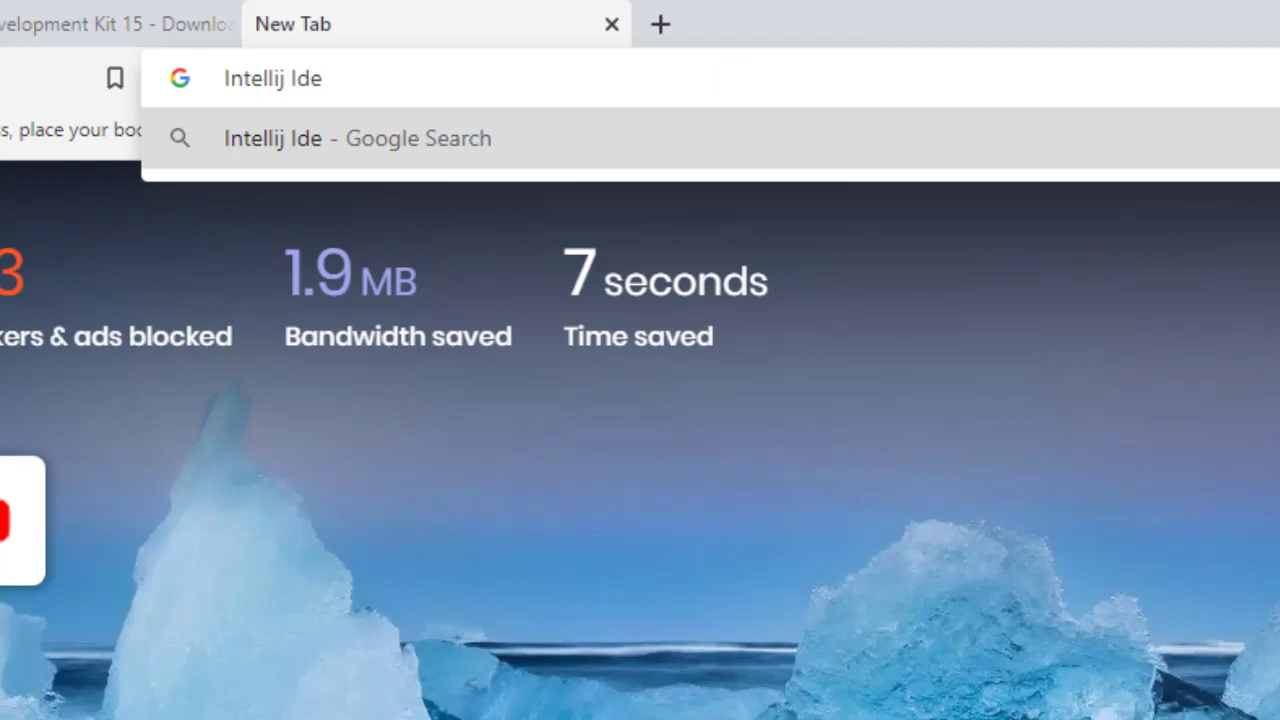 velopment Kit 15 - Downloa
New Tab
Intellij Ide
s, place your boo
Intellij Ide - Google Search
3
1.9 MB
7 seconds
kers & ads blocked
Bandwidth saved
Time saved